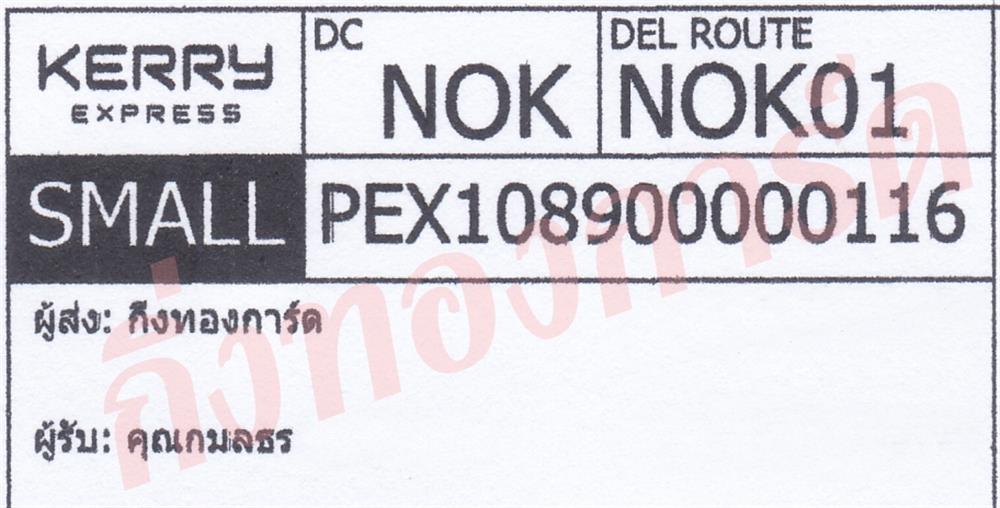 KERRY
EXPRESS
DC
NOK
DEL ROUTE
NOK01
SMALL
PEX108900000116
ผู้ส่ง: กิ่งทองการ์ด
ผู้รับ: คุณกมลธร
กิ่งทองการ์ด